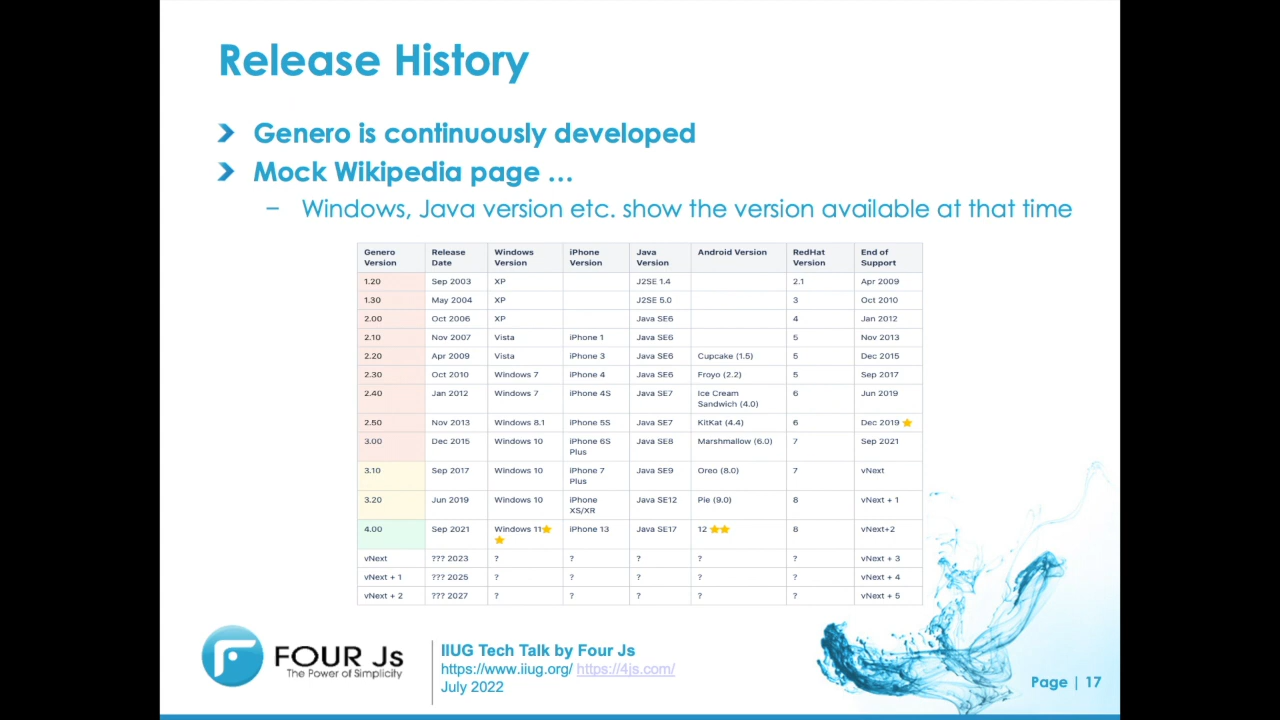 Release History
Genero is continuously developed
Mock Wikipedia page ...
– Windows, Java version etc. show the version available at that time
Genero Version | Release Date | Windows Version | iPhone Version | Java Version | Android Version | RedHat Version | End of Support
1.20 | Sep 2003 | XP | | J2SE 1.4 | | 2.1 | Apr 2009
1.30 | May 2004 | XP | | J2SE 5.0 | | 3 | Oct 2010
2.00 | Oct 2006 | XP | | Java SE6 | | 4 | Jan 2012
2.10 | Nov 2007 | Vista | iPhone 1 | Java SE6 | | 5 | Nov 2013
2.20 | Apr 2009 | Vista | iPhone 3 | Java SE6 | Cupcake (1.5) | 5 | Dec 2015
2.30 | Oct 2010 | Windows 7 | iPhone 4 | Java SE6 | Froyo (2.2) | 5 | Sep 2017
2.40 | Jan 2012 | Windows 7 | iPhone 4S | Java SE7 | Ice Cream Sandwich (4.0) | 6 | Jun 2019
2.50 | Nov 2013 | Windows 8.1 | iPhone 5S | Java SE7 | KitKat (4.4) | 6 | Dec 2019 ⭐
3.00 | Dec 2015 | Windows 10 | iPhone 6S Plus | Java SE8 | Marshmallow (6.0) | 7 | Sep 2021
3.10 | Sep 2017 | Windows 10 | iPhone 7 Plus | Java SE9 | Oreo (8.0) | 7 | vNext
3.20 | Jun 2019 | Windows 10 | iPhone XS/XR | Java SE12 | Pie (9.0) | 8 | vNext + 1
4.00 | Sep 2021 | Windows 11⭐⭐ | iPhone 13 | Java SE17 | 12 ⭐⭐ | 8 | vNext+2
vNext | ??? 2023 | ? | ? | ? | ? | ? | vNext + 3
vNext + 1 | ??? 2025 | ? | ? | ? | ? | ? | vNext + 4
vNext + 2 | ??? 2027 | ? | ? | ? | ? | ? | vNext + 5
FOUR Js
The Power of Simplicity
IIUG Tech Talk by Four Js
https://www.iiug.org/ https://4js.com/
July 2022
Page | 17